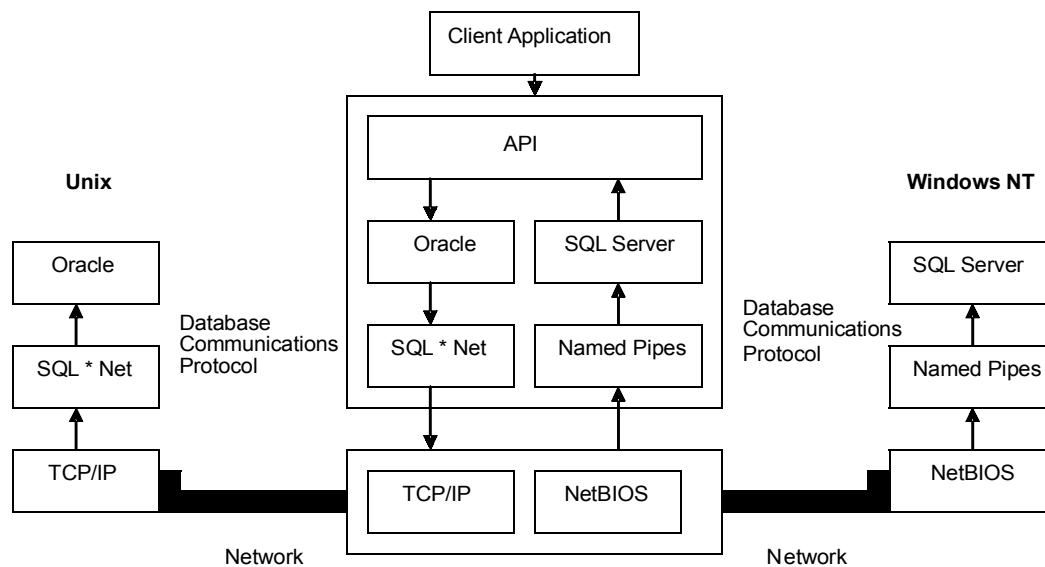 Client Application
API
Unix
Windows NT
Oracle
SQL Server
Oracle
SQL Server
Database
Communications
Protocol
Database
Communications
Protocol
SQL * Net
Named Pipes
SQL * Net
Named Pipes
TCP/IP
TCP/IP
NetBIOS
NetBIOS
Network
Network